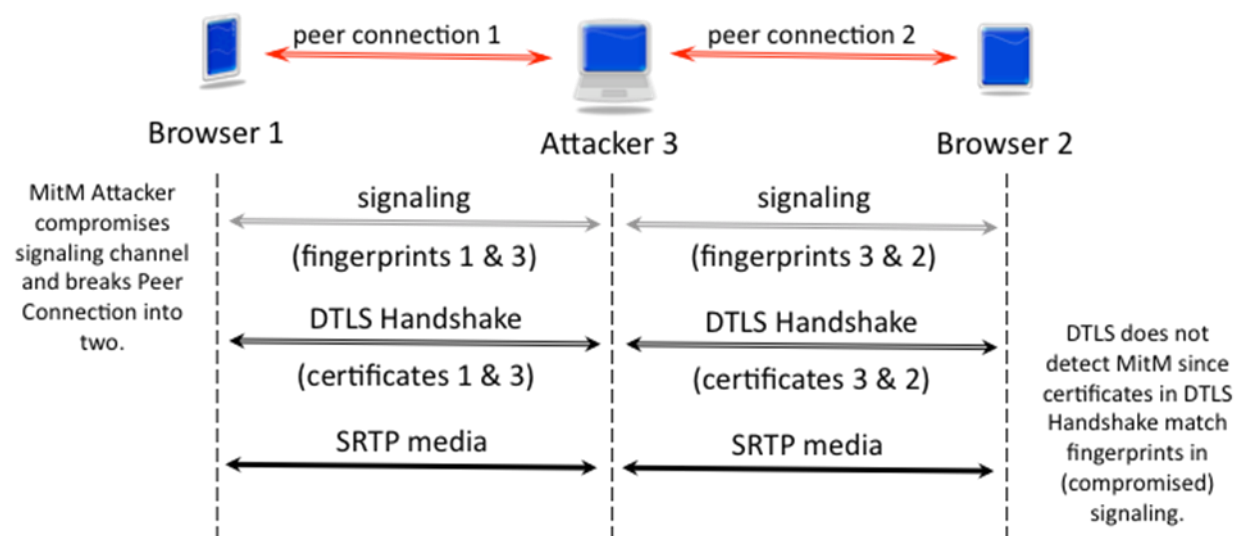 peer connection 1
peer connection 2
Browser 1
Attacker 3
Browser 2
MitM Attacker
compromises
signaling channel
and breaks Peer
Connection into
two.
signaling
(fingerprints 1 & 3)
DTLS Handshake
(certificates 1 & 3)
SRTP media
signaling
(fingerprints 3 & 2)
DTLS Handshake
(certificates 3 & 2)
SRTP media
DTLS does not
detect MitM since
certificates in DTLS
Handshake match
fingerprints in
(compromised)
signaling.